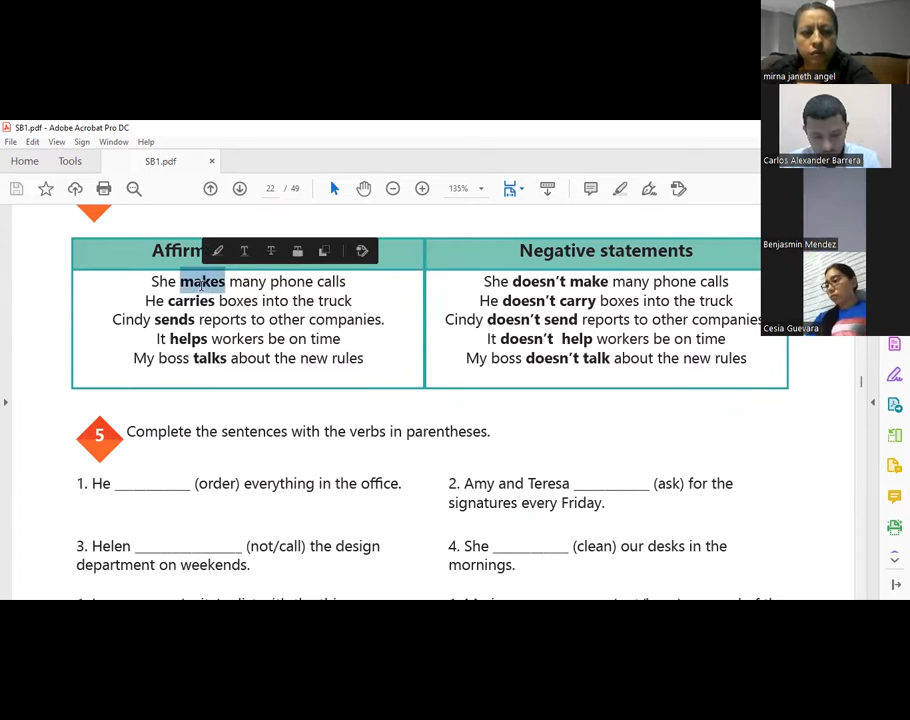 mirna janeth angel
SB1.pdf - Adobe Acrobat Pro DC
Carlos Alexander Barrera
File Edit View Sign Window Help
Home Tools SB1.pdf ×
22 / 49 135%
Benjasmin Mendez
Cesia Guevara
Affirm
Negative statements
She makes many phone calls
He carries boxes into the truck
Cindy sends reports to other companies.
It helps workers be on time
My boss talks about the new rules
She doesn't make many phone calls
He doesn't carry boxes into the truck
Cindy doesn't send reports to other companies
It doesn't help workers be on time
My boss doesn't talk about the new rules
5 Complete the sentences with the verbs in parentheses.
1. He __________ (order) everything in the office.
2. Amy and Teresa __________ (ask) for the
signatures every Friday.
3. Helen ______________ (not/call) the design
department on weekends.
4. She __________ (clean) our desks in the
mornings.